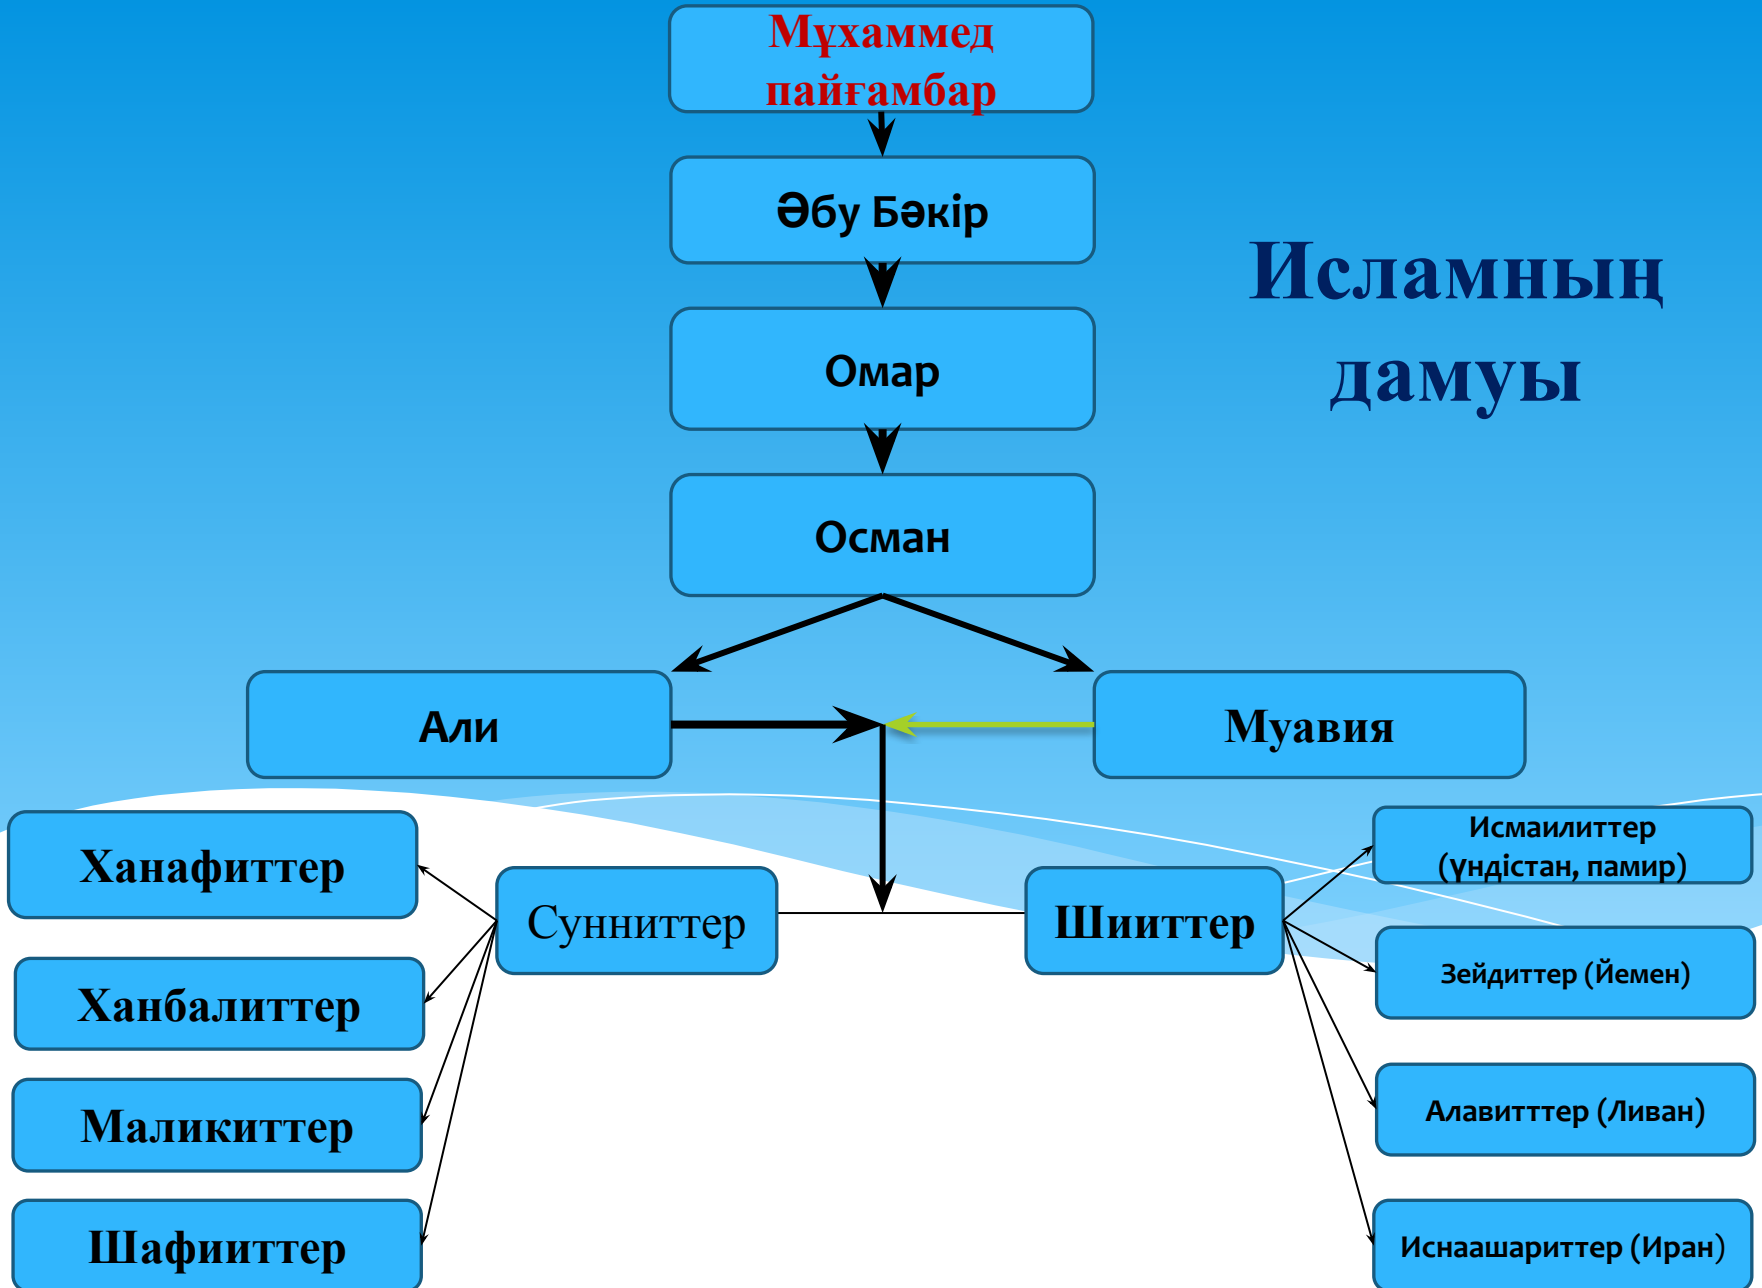 Мұхаммед
пайғамбар
Әбу Бәкір
Исламның
дамуы
Омар
Осман
Али
Муавия
Ханафиттер
Ханбалиттер
Маликиттер
Шафииттер
Сунниттер
Шииттер
Исмаилиттер
(үндістан, памир)
Зейдиттер (Йемен)
Алавитттер (Ливан)
Иснаашариттер (Иран)